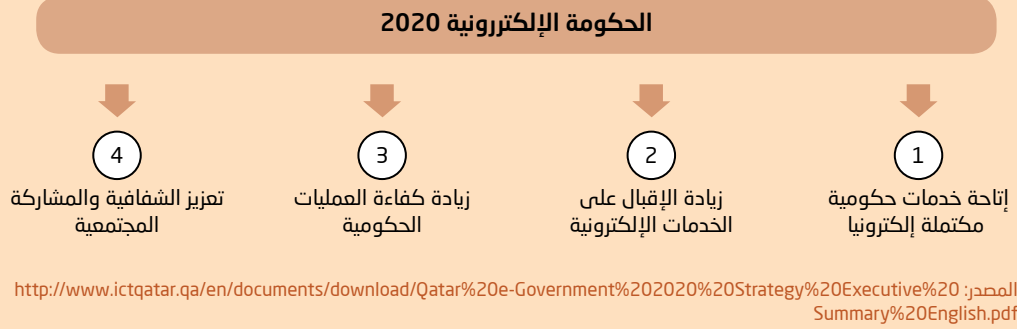 الحكومة الإلكتررونية 2020
1
إتاحة خدمات حكومية
مكتملة إلكترونيا
2
زيادة الإقبال على
الخدمات الإلكترونية
3
زيادة كفاءة العمليات
الحكومية
4
تعزيز الشفافية والمشاركة
المجتمعية
المصدر: http://www.ictqatar.qa/en/documents/download/Qatar%20e-Government%202020%20Strategy%20Executive%20
Summary%20English.pdf